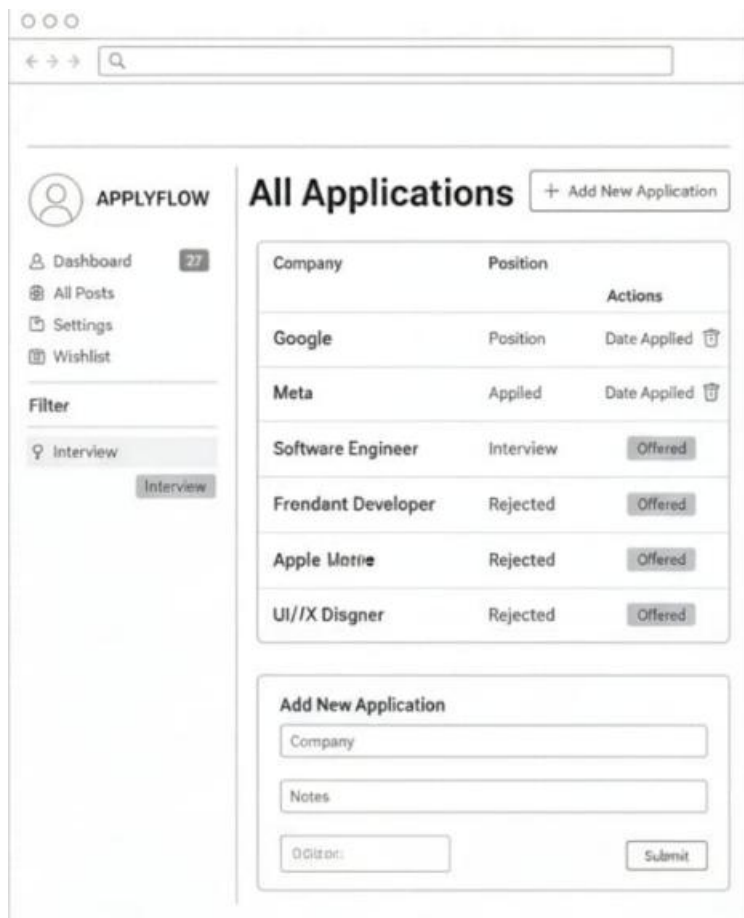 APPLYFLOW
Dashboard 27
All Posts
Settings
Wishlist
Filter
Interview
Interview
All Applications
+ Add New Application
Company Position
Actions
Google Position Date Applied
Meta Applied Date Applied
Software Engineer Interview Offered
Frendant Developer Rejected Offered
Apple Rejected Offered
UI//X Disgner Rejected Offered
Add New Application
Company
Notes
Submit